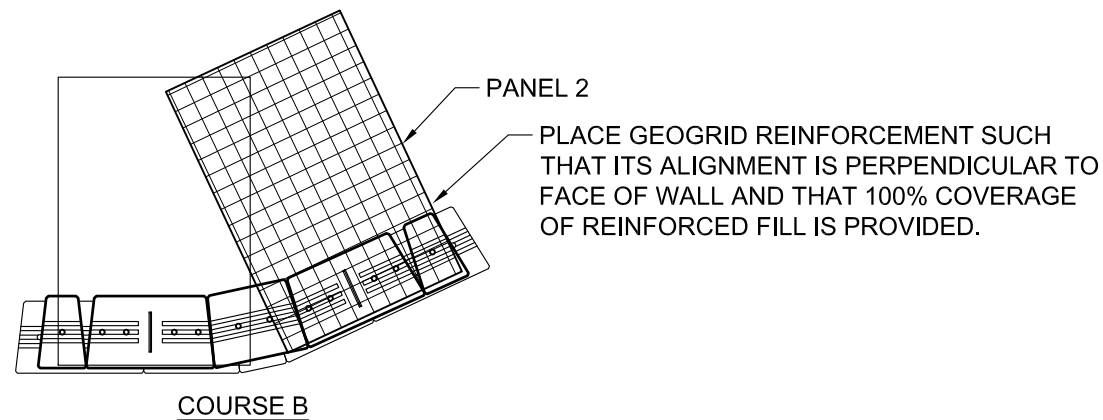 PANEL 2
PLACE GEOGRID REINFORCEMENT SUCH
THAT ITS ALIGNMENT IS PERPENDICULAR TO
FACE OF WALL AND THAT 100% COVERAGE
OF REINFORCED FILL IS PROVIDED.
COURSE B